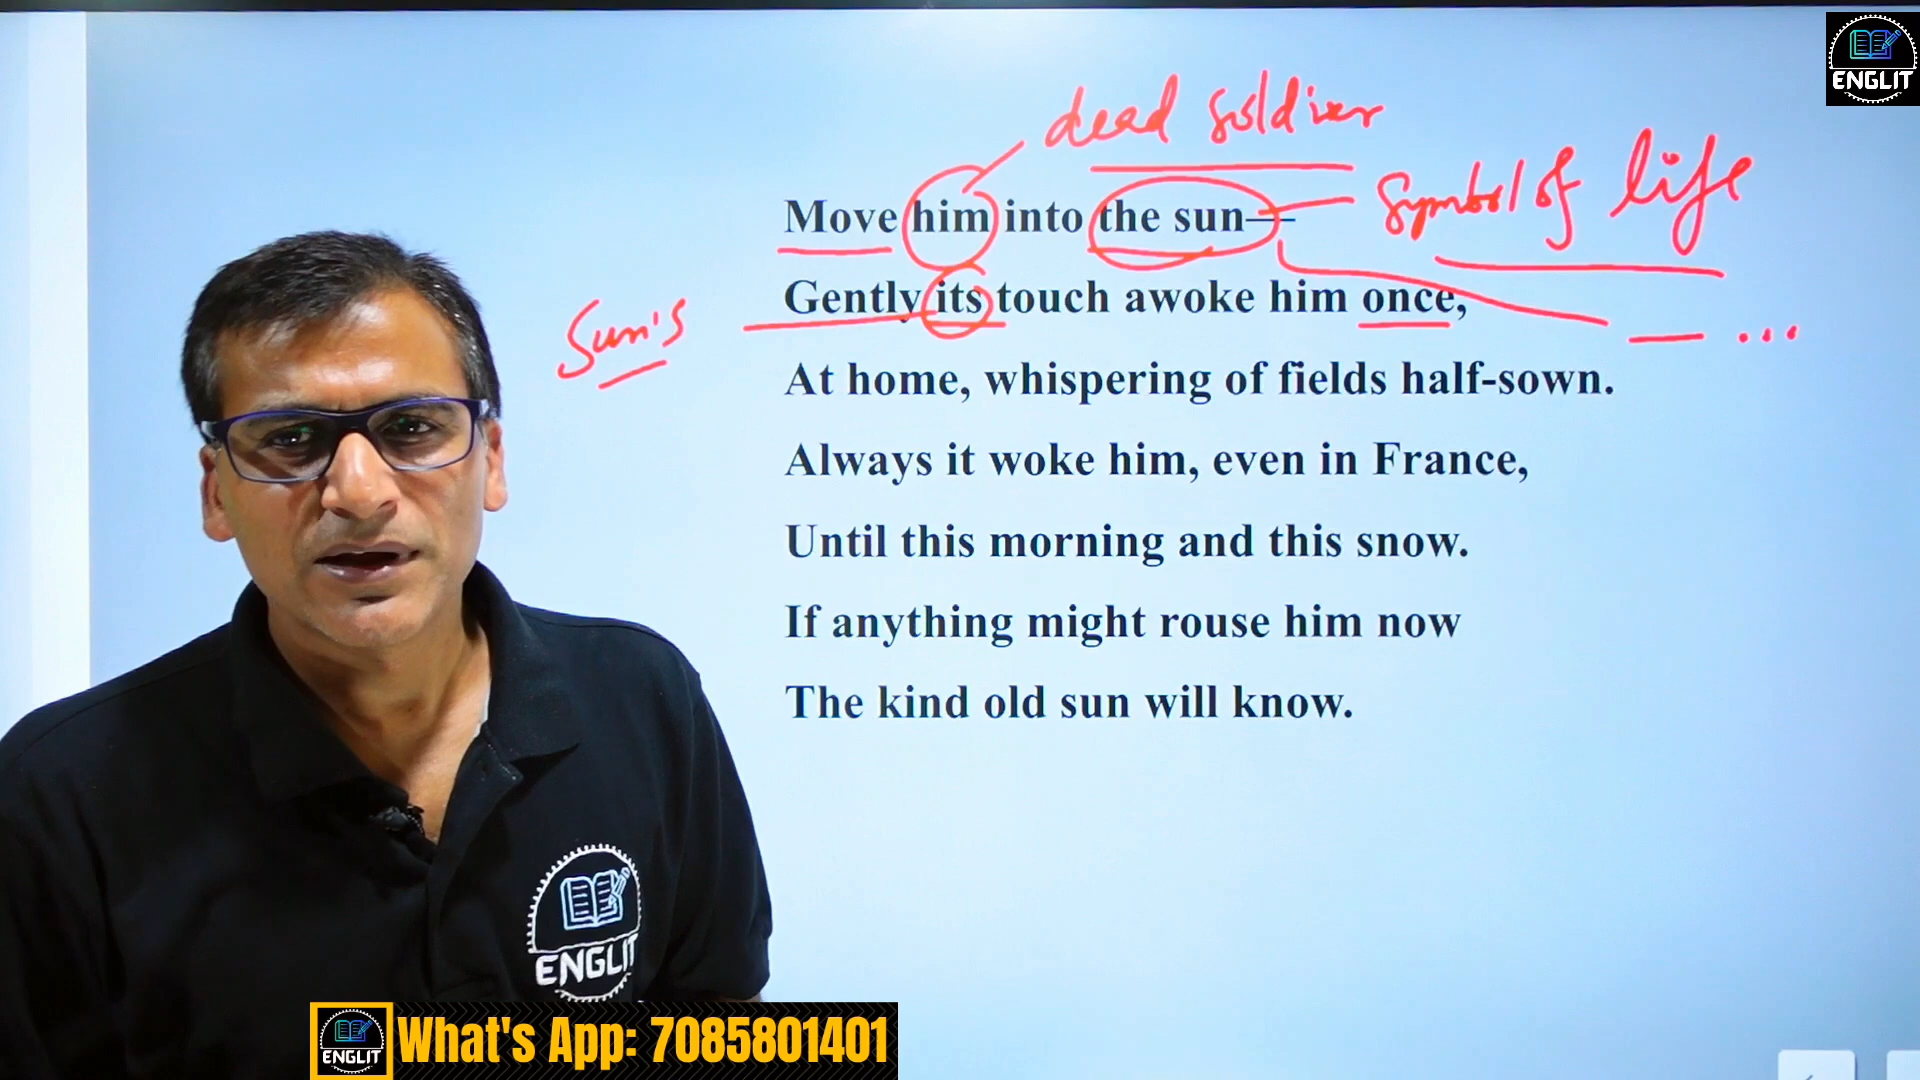 ENGLIT
dead soldier
symbol of life
Move him into the sun—
Gently its touch awoke him once,
Sun's
At home, whispering of fields half-sown.
Always it woke him, even in France,
Until this morning and this snow.
If anything might rouse him now
The kind old sun will know.
ENGLIT
ENGLIT
What's App: 7085801401